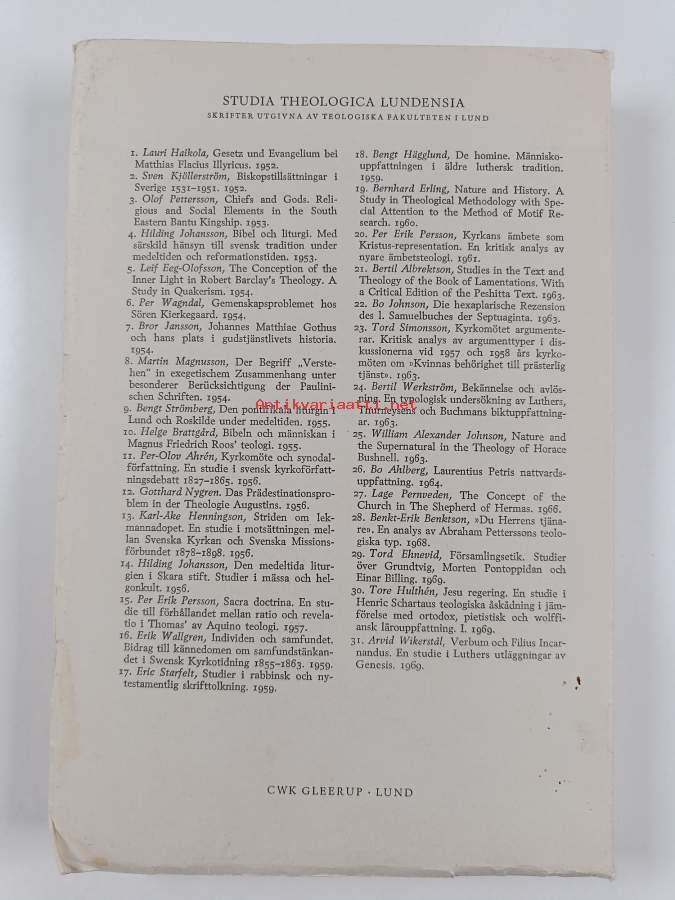 STUDIA THEOLOGICA LUNDENSIA
SKRIFTER UTGIVNA AV TEOLOGISKA FAKULTETEN I LUND
1. Lauri Haikola, Gesetz und Evangelium bei
Matthias Flacius Illyricus. 1952.
2. Sven Kjöllerström, Biskopstillsättningar i
Sverige 1531-1951. 1952.
3. Olof Pettersson, Chiefs and Gods. Reli-
gious and Social Elements in the South
Eastern Bantu Kingship. 1953.
4. Hilding Johansson, Bibel och liturgi. Med
särskild hänsyn till svensk tradition under
medeltiden och reformationstiden. 1953.
5. Leif Eeg-Olofsson, The Conception of the
Inner Light in Robert Barclay's Theology. A
Study in Quakerism. 1954.
6. Per Wagndal, Gemenskapsproblemet hos
Sören Kierkegaard. 1954.
7. Bror Jansson, Johannes Matthiae Gothus
och hans plats i gudstjänstlivets historia.
1954.
8. Martin Magnusson, Der Begriff „Verste-
hen" in exegetischem Zusammenhang unter
besonderer Berücksichtigung der Paulini-
schen Schriften. 1954.
9. Bengt Strömberg, Den pontifikala liturgin i
Lund och Roskilde under medeltiden. 1955.
10. Helge Brattgård, Bibeln och människan i
Magnus Friedrich Roos' teologi. 1955.
11. Per-Olov Ahrén, Kyrkomöte och synodal-
författning. En studie i svensk kyrkoförfatt-
ningsdebatt 1827-1865. 1956.
12. Gotthard Nygren. Das Prädestinationspro-
blem in der Theologie Augustins. 1956.
13. Karl-Åke Henningson, Striden om lek-
mannadopet. En studie i motsättningen mel-
lan Svenska Kyrkan och Svenska Missions-
förbundet 1878-1898. 1956.
14. Hilding Johansson, Den medeltida litur-
gien i Skara stift. Studier i mässa och hel-
gonkult. 1956.
15. Per Erik Persson, Sacra doctrina. En stu-
die till förhållandet mellan ratio och revela-
tio i Thomas' av Aquino teologi. 1957.
16. Erik Wallgren, Individen och samfundet.
Bidrag till kännedomen om samfundstänkan-
det i Swensk Kyrkotidning 1855-1863. 1959.
17. Eric Starfelt, Studier i rabbinsk och ny-
testamentlig skrifttolkning. 1959.
18. Bengt Hägglund, De homine. Människo-
uppfattningen i äldre luthersk tradition.
1959.
19. Bernhard Erling, Nature and History. A
Study in Theological Methodology with Spe-
cial Attention to the Method of Motif Re-
search. 1960.
20. Per Erik Persson, Kyrkans ämbete som
Kristus-representation. En kritisk analys av
nyare ämbetsteologi. 1961.
21. Bertil Albrektson, Studies in the Text and
Theology of the Book of Lamentations. With
a Critical Edition of the Peshitta Text. 1963.
22. Bo Johnson, Die hexaplarische Rezension
des 1. Samuelbuches der Septuaginta. 1963.
23. Tord Simonsson, Kyrkomötet argumente-
rar. Kritisk analys av argumenttyper i dis-
kussionerna vid 1957 och 1958 års kyrko-
möten om »Kvinnas behörighet till prästerlig
tjänst». 1963.
24. Bertil Werkström, Bekännelse och avlös-
ning. En typologisk undersökning av Luthers,
Thurneysens och Buchmans biktuppfattning-
ar. 1963.
25. William Alexander Johnson, Nature and
the Supernatural in the Theology of Horace
Bushnell. 1963.
26. Bo Ahlberg, Laurentius Petris nattvards-
uppfattning. 1964.
27. Lage Pernveden, The Concept of the
Church in The Shepherd of Hermas. 1966.
28. Benkt-Erik Benktson, »Du Herrens tjäna-
re». En analys av Abraham Petterssons teolo-
giska typ. 1968.
29. Tord Ehnevid, Församlingsetik. Studier
över Grundtvig, Morten Pontoppidan och
Einar Billing. 1969.
30. Tore Hulthén, Jesu regering. En studie i
Henric Schartaus teologiska åskådning i jäm-
förelse med ortodox, pietistisk och wolffi-
ansk lärouppfattning. I. 1969.
31. Arvid Wikerstål, Verbum och Filius Incar-
nandus. En studie i Luthers utläggningar av
Genesis. 1969.
Antikvariaatti.net
CWK GLEERUP · LUND